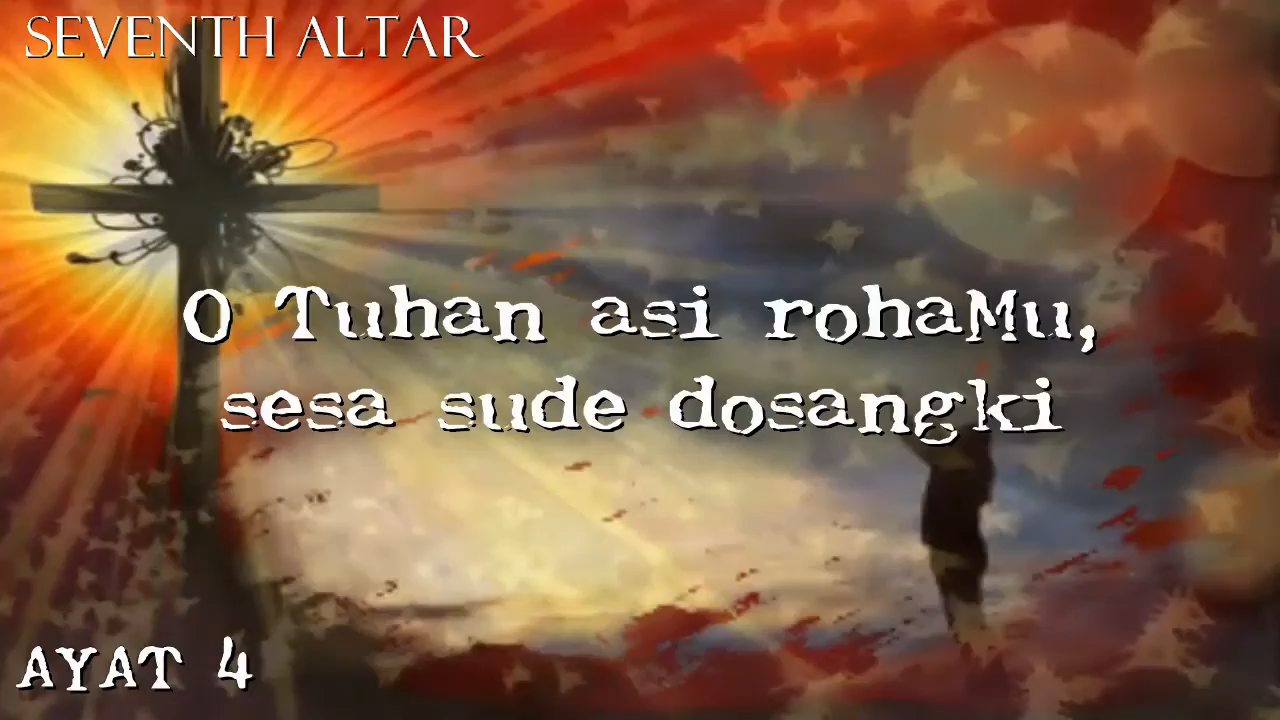 SEVENTH ALTAR
O Tuhan asi rohaMu,
sesa sude dosangki
AYAT 4